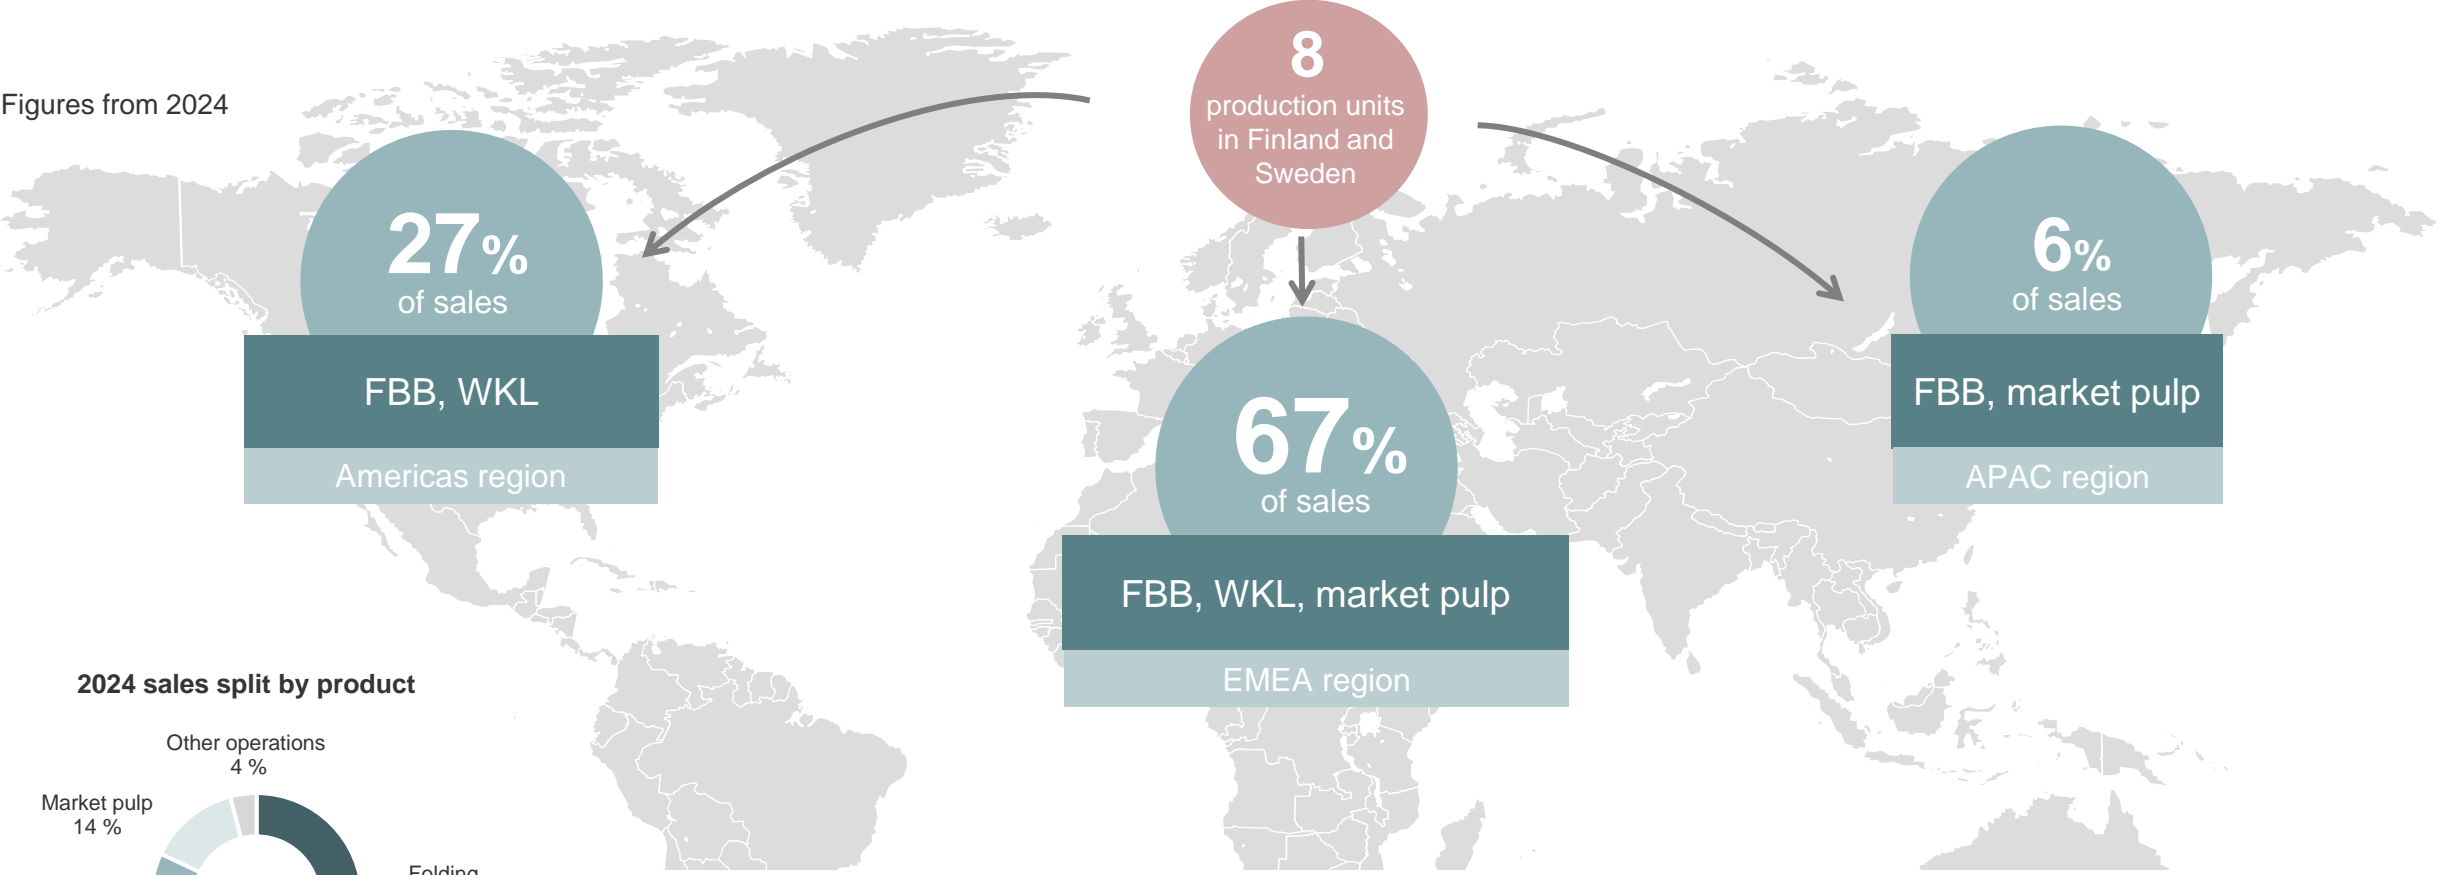 8
production units
in Finland and
Sweden
Figures from 2024
27%
of sales
FBB, WKL
Americas region
6%
of sales
FBB, market pulp
APAC region
67%
of sales
FBB, WKL, market pulp
EMEA region
2024 sales split by product
Other operations
4 %
Market pulp
14 %
Folding